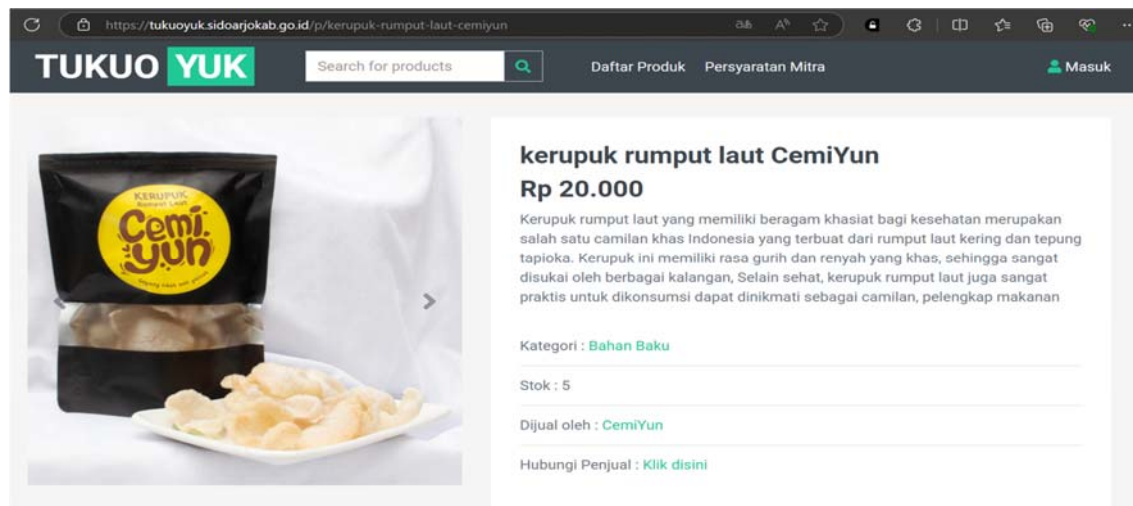 https://tukuoyuk.sidoarjokab.go.id/p/kerupuk-rumput-laut-cemiyun
TUKUO YUK
Search for products
Daftar Produk Persyaratan Mitra
Masuk
KERUPUK
Rumput Laut
Cemi
yun
kerupuk rumput laut CemiYun
Rp 20.000
Kerupuk rumput laut yang memiliki beragam khasiat bagi kesehatan merupakan
salah satu camilan khas Indonesia yang terbuat dari rumput laut kering dan tepung
tapioka. Kerupuk ini memiliki rasa gurih dan renyah yang khas, sehingga sangat
disukai oleh berbagai kalangan, Selain sehat, kerupuk rumput laut juga sangat
praktis untuk dikonsumsi dapat dinikmati sebagai camilan, pelengkap makanan
Kategori : Bahan Baku
Stok : 5
Dijual oleh : CemiYun
Hubungi Penjual : Klik disini